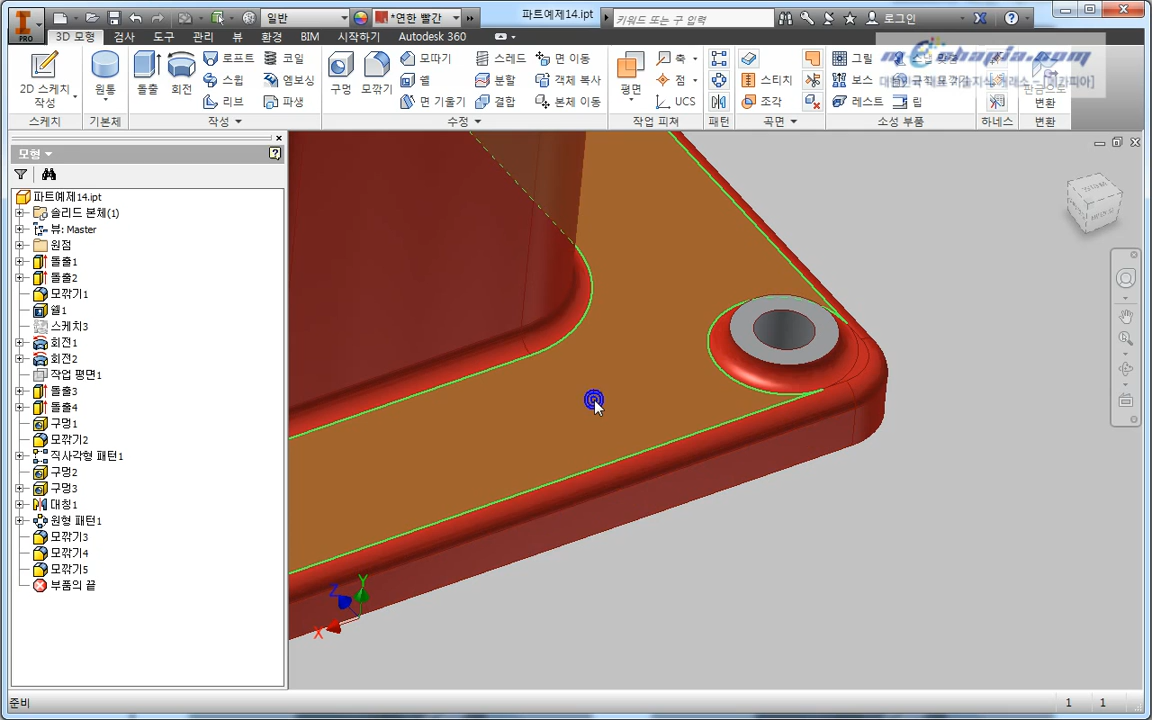 PRO
일반
*연한 빨간
파트예제14.ipt
키워드 또는 구 입력
로그인
3D 모형 검사 도구 관리 뷰 환경 BIM 시작하기 Autodesk 360
2D 스케치 작성
원통
돌출
회전
로프트
스윕
리브
코일
엠보싱
파생
구멍
모깎기
모따기
쉘
면 기울기
스레드
분할
결합
면 이동
객체 복사
본체 이동
평면
축
점
UCS
스티치
조각
그릴
보스
레스트
립
변환
스케치 기본체 작성 수정 작업 피쳐 패턴 곡면 소성 부품 하네스 변환
모형
파트예제14.ipt
솔리드 본체(1)
뷰: Master
원점
돌출1
돌출2
모깎기1
쉘1
스케치3
회전1
회전2
작업 평면1
돌출3
돌출4
구멍1
모깎기2
직사각형 패턴1
구멍2
구멍3
대칭1
원형 패턴1
모깎기3
모깎기4
모깎기5
부품의 끝
Z
Y
X
준비
1 1